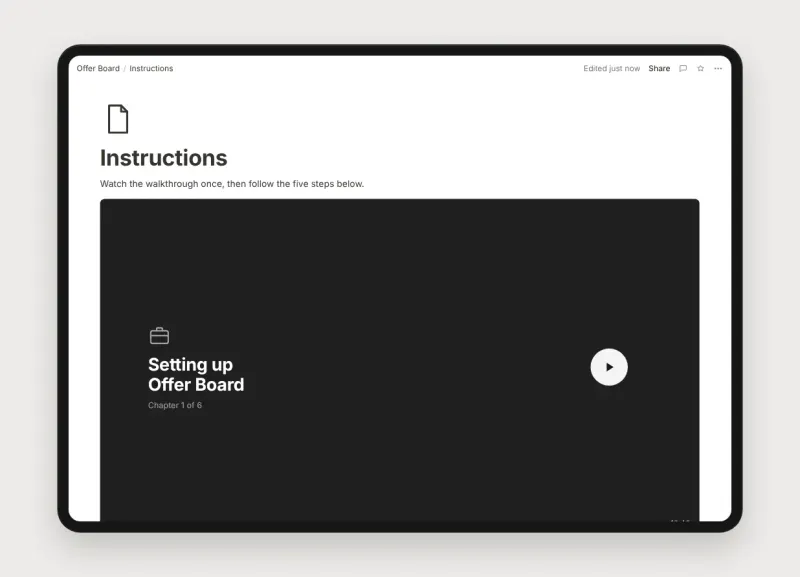 Offer Board / Instructions
Edited just now Share
Instructions
Watch the walkthrough once, then follow the five steps below.
Setting up
Offer Board
Chapter 1 of 6